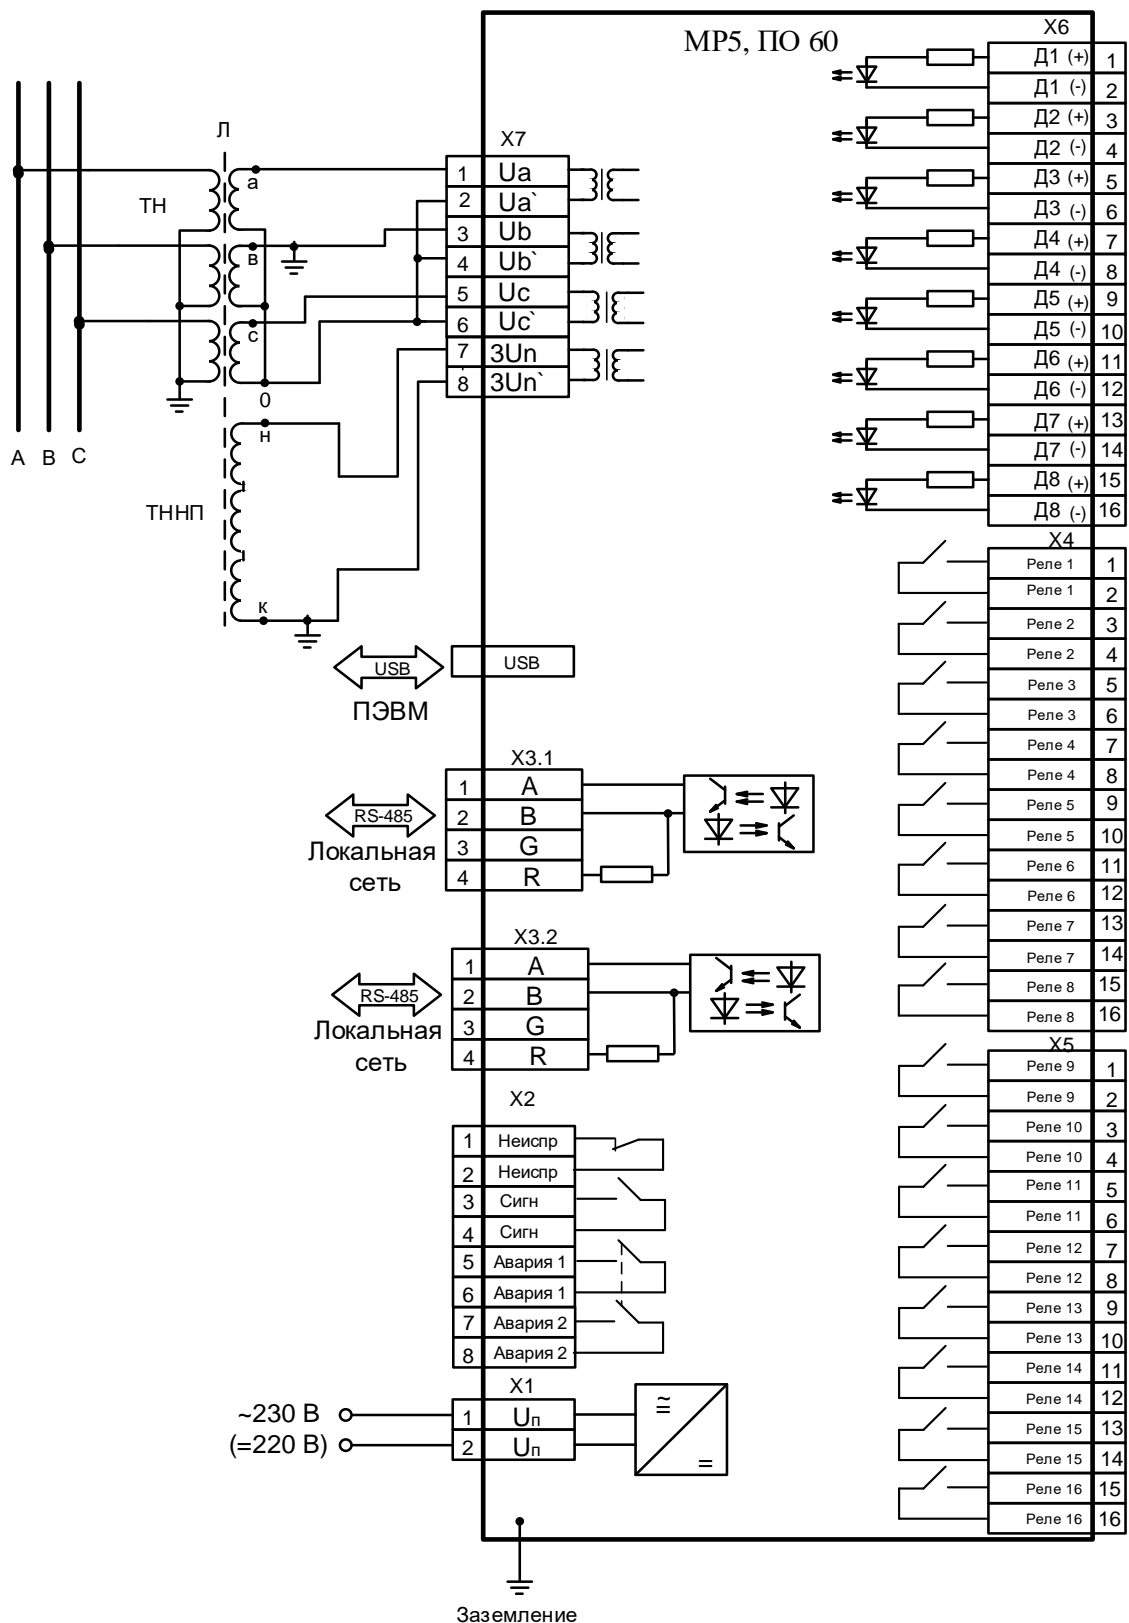 МР5, ПО 60
Л
ТН
а
в
с
0
н
к
ТННП
A
B
C
X7
1 Ua
2 Ua`
3 Ub
4 Ub`
5 Uc
6 Uc`
7 3Un
8 3Un`
USB
USB
ПЭВМ
X3.1
1 A
2 B
3 G
4 R
RS-485
Локальная
сеть
X3.2
1 A
2 B
3 G
4 R
RS-485
Локальная
сеть
X2
1 Неиспр
2 Неиспр
3 Сигн
4 Сигн
5 Авария 1
6 Авария 1
7 Авария 2
8 Авария 2
X1
~230 В
(=220 В)
1 Uп
2 Uп
≂
=
Заземление
X6
Д1 (+) 1
Д1 (-) 2
Д2 (+) 3
Д2 (-) 4
Д3 (+) 5
Д3 (-) 6
Д4 (+) 7
Д4 (-) 8
Д5 (+) 9
Д5 (-) 10
Д6 (+) 11
Д6 (-) 12
Д7 (+) 13
Д7 (-) 14
Д8 (+) 15
Д8 (-) 16
X4
Реле 1 1
Реле 1 2
Реле 2 3
Реле 2 4
Реле 3 5
Реле 3 6
Реле 4 7
Реле 4 8
Реле 5 9
Реле 5 10
Реле 6 11
Реле 6 12
Реле 7 13
Реле 7 14
Реле 8 15
Реле 8 16
X5
Реле 9 1
Реле 9 2
Реле 10 3
Реле 10 4
Реле 11 5
Реле 11 6
Реле 12 7
Реле 12 8
Реле 13 9
Реле 13 10
Реле 14 11
Реле 14 12
Реле 15 13
Реле 15 14
Реле 16 15
Реле 16 16